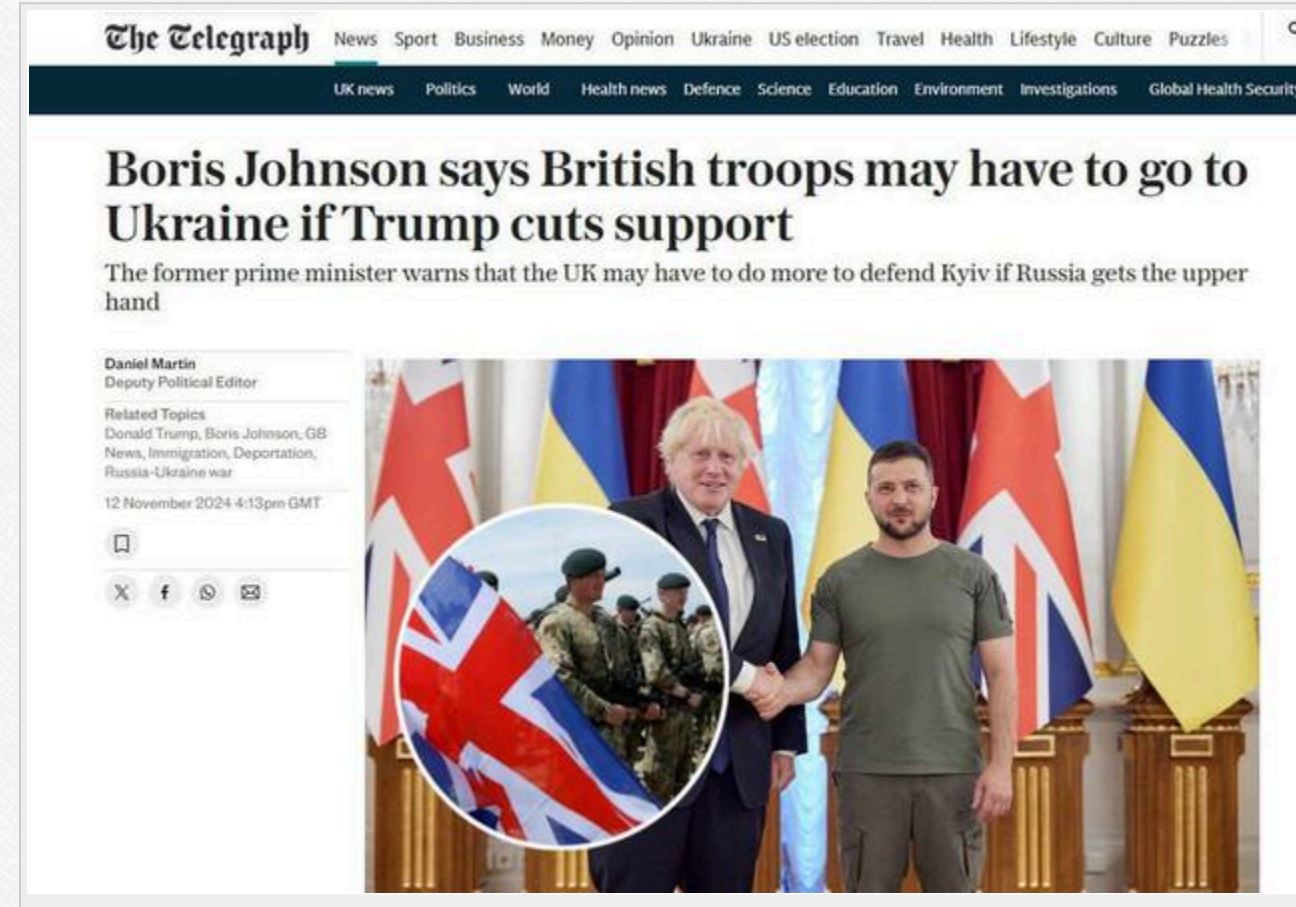 The Telegraph News Sport Business Money Opinion Ukraine US election Travel Health Lifestyle Culture Puzzles
UK news Politics World Health news Defence Science Education Environment Investigations Global Health Security
Boris Johnson says British troops may have to go to
Ukraine if Trump cuts support
The former prime minister warns that the UK may have to do more to defend Kyiv if Russia gets the upper
hand
Daniel Martin
Deputy Political Editor
Related Topics
Donald Trump, Boris Johnson, GB
News, Immigration, Deportation,
Russia-Ukraine war
12 November 2024 4:13pm GMT